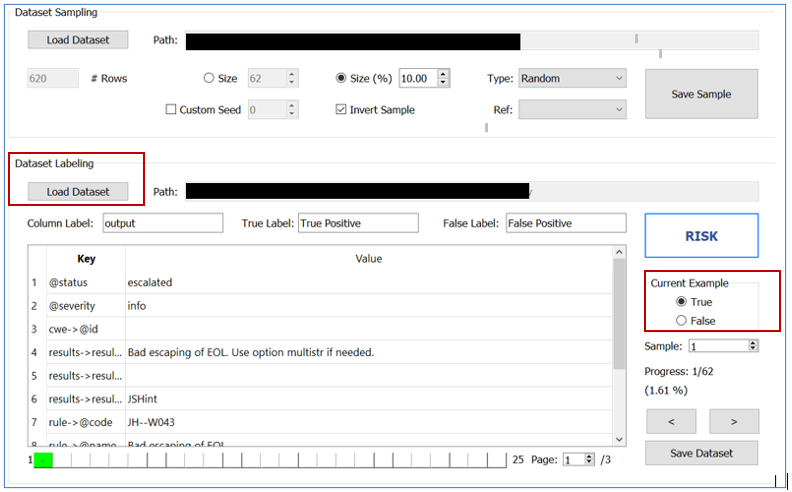 Dataset Sampling
Load Dataset Path:
620 # Rows Size 62 Size (%) 10.00 Type: Random Save Sample
Custom Seed 0 Invert Sample Ref:
Dataset Labeling
Load Dataset Path:
Column Label: output True Label: True Positive False Label: False Positive RISK
Key Value
1 @status escalated
2 @severity info
3 cwe->@id
4 results->resul... Bad escaping of EOL. Use option multistr if needed.
5 results->resul...
6 results->resul... JSHint
7 rule->@code JH--W043
8 rule->@name Bad escaping of EOL
Current Example
True
False
Sample: 1
Progress: 1/62
(1.61 %)
< >
1 25 Page: 1 /3 Save Dataset